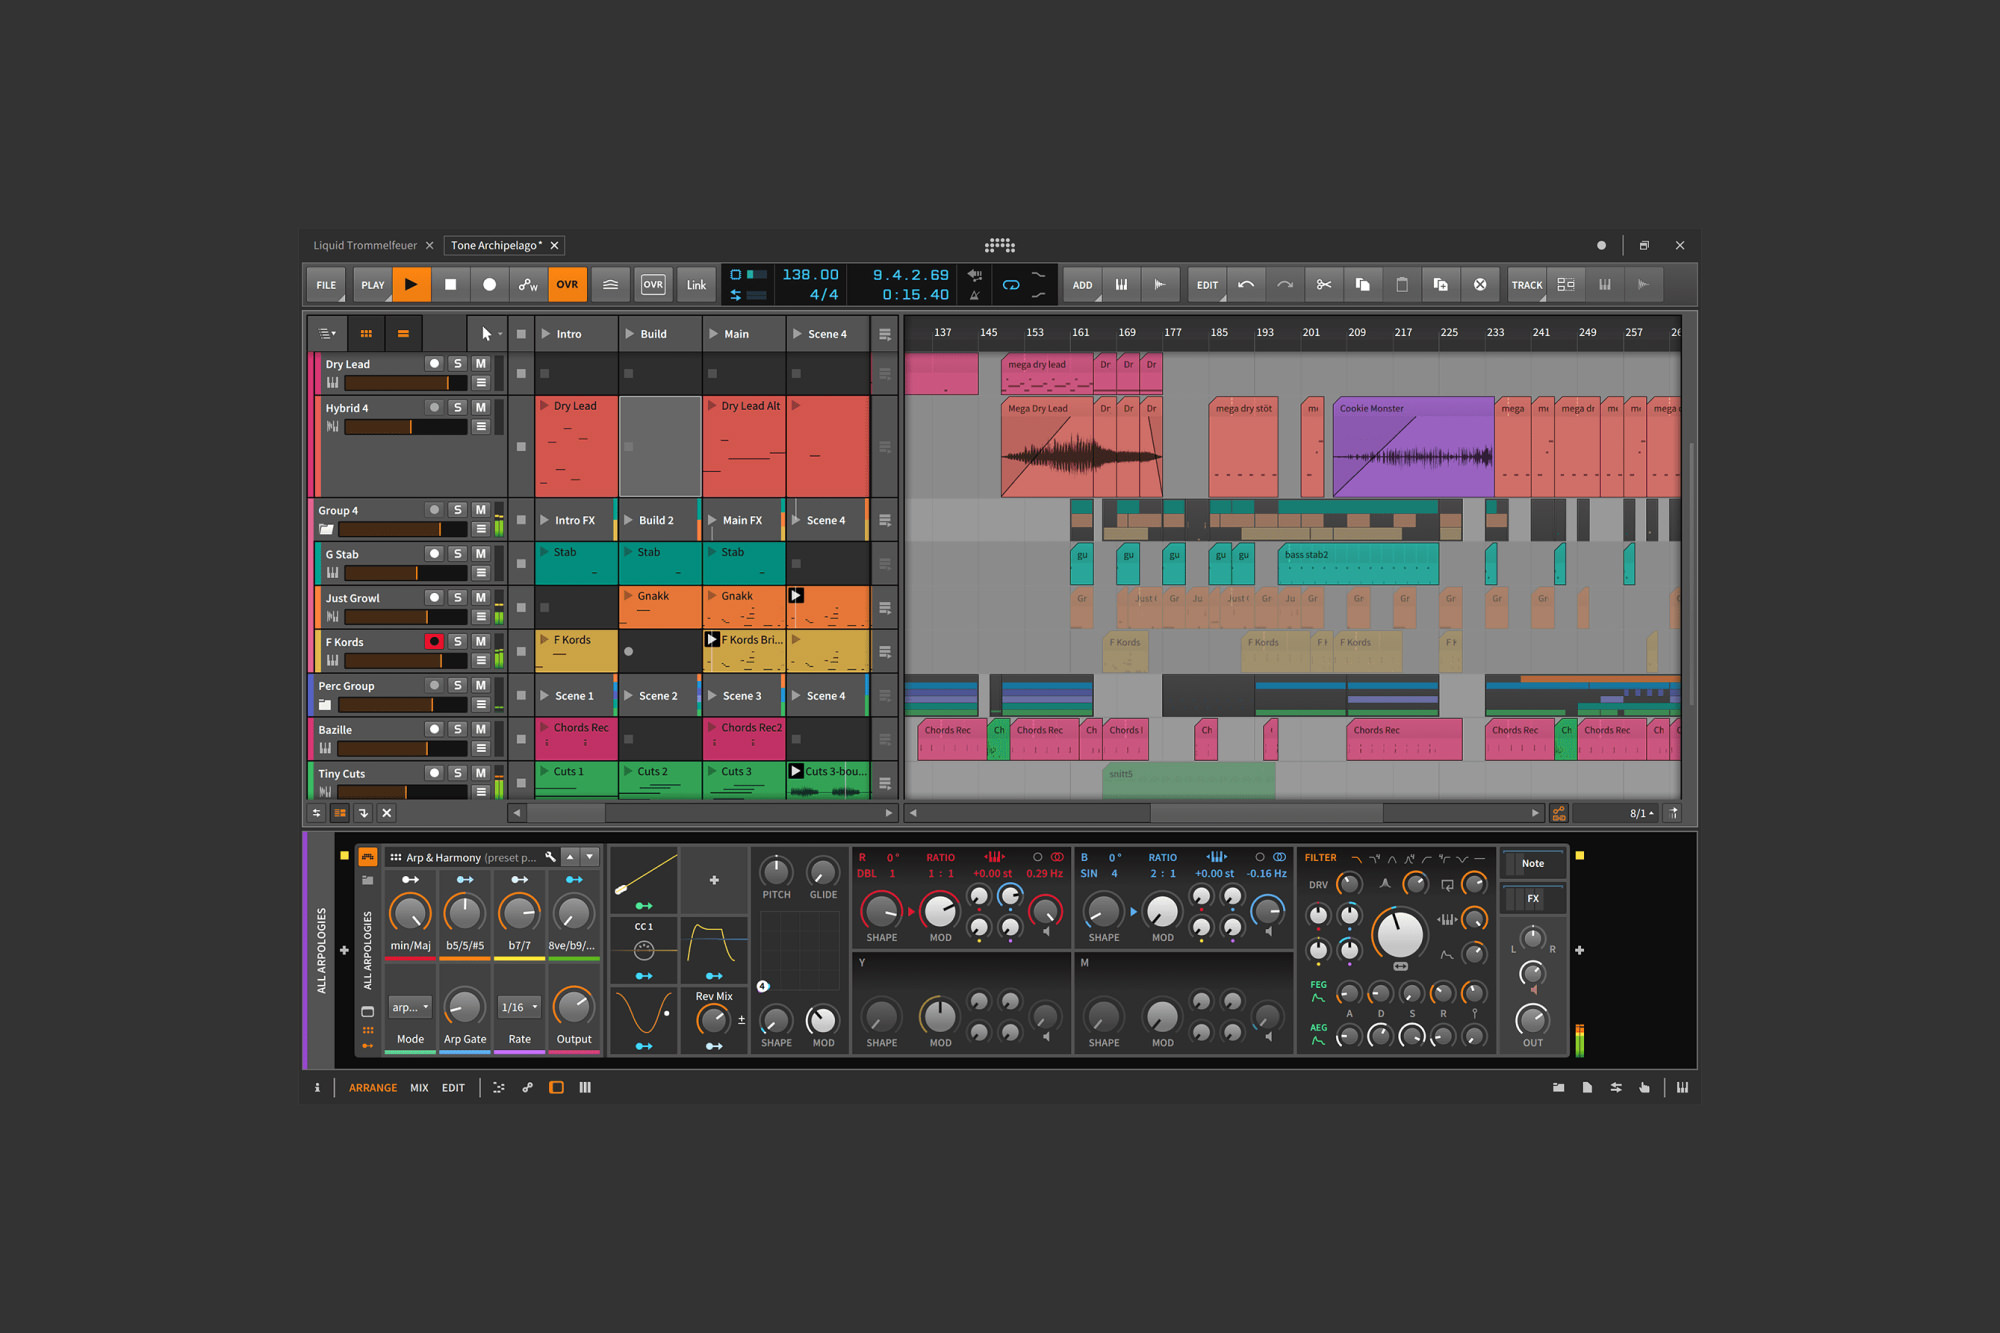 Liquid Trommelfeuer
Tone Archipelago*
FILE PLAY OVR OVR Link 138.00 4/4 9.4.2.69 0:15.40 ADD EDIT TRACK
Intro Build Main Scene 4
137 145 153 161 169 177 185 193 201 209 217 225 233 241 249 257
Dry Lead S M
mega dry lead Dr Dr Dr
Hybrid 4 S M
Dry Lead Dry Lead Alt
Mega Dry Lead Dr Dr Dr mega dry stöt Cookie Monster mega mega dr
Group 4 S M
Intro FX Build 2 Main FX Scene 4
G Stab S M
Stab Stab Stab
gu gu gu gu gu bass stab2
Just Growl S M
Gnakk Gnakk
Gr Just Gr Ju Just Gr Ju Gr Gr Gr Gr Gr
F Kords S M
F Kords F Kords Bri...
F Kords F Kords F Kords
Perc Group S M
Scene 1 Scene 2 Scene 3 Scene 4
Bazille S M
Chords Rec Chords Rec2
Chords Rec Ch Chords Rec Ch Chords Ch Chords Rec Chords Rec Ch Chords Rec Ch
Tiny Cuts S M
Cuts 1 Cuts 2 Cuts 3 Cuts 3-bou...
snitt5
8/1
ALL ARPOLOGIES
ALL ARPOLOGIES
Arp & Harmony (preset p...
min/Maj b5/5/#5 b7/7 8ve/b9/...
arp... 1/16
Mode Arp Gate Rate Output
CC 1
Rev Mix
PITCH GLIDE
4
SHAPE MOD
R 0° RATIO
DBL 1 1 : 1 +0.00 st 0.29 Hz
SHAPE MOD
Y
SHAPE MOD
B 0° RATIO
SIN 4 2 : 1 +0.00 st -0.16 Hz
SHAPE MOD
M
SHAPE MOD
FILTER
DRV
FEG
A D S R
AEG
Note
FX
L R
OUT
i ARRANGE MIX EDIT